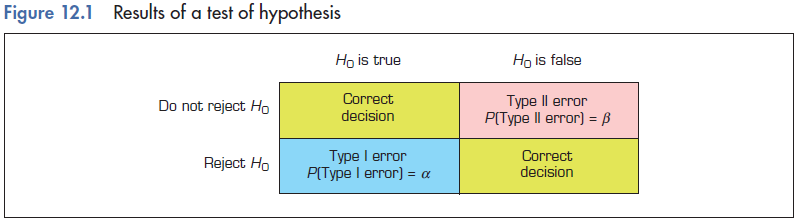 Figure 12.1 Results of a test of hypothesis
H0 is true H0 is false
Do not reject H0 Correct decision Type II error P(Type II error) = β
Reject H0 Type I error P(Type I error) = α Correct decision